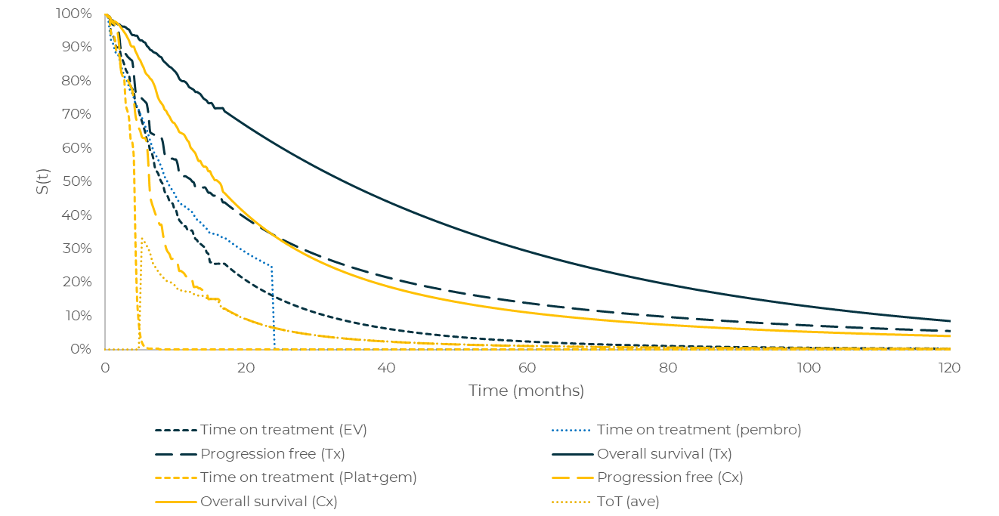 100%
90%
80%
70%
60%
50%
40%
30%
20%
10%
0%
S(t)
0 20 40 60 80 100 120
Time (months)
Time on treatment (EV) Time on treatment (pembro)
Progression free (Tx) Overall survival (Tx)
Time on treatment (Plat+gem) Progression free (Cx)
Overall survival (Cx) ToT (ave)